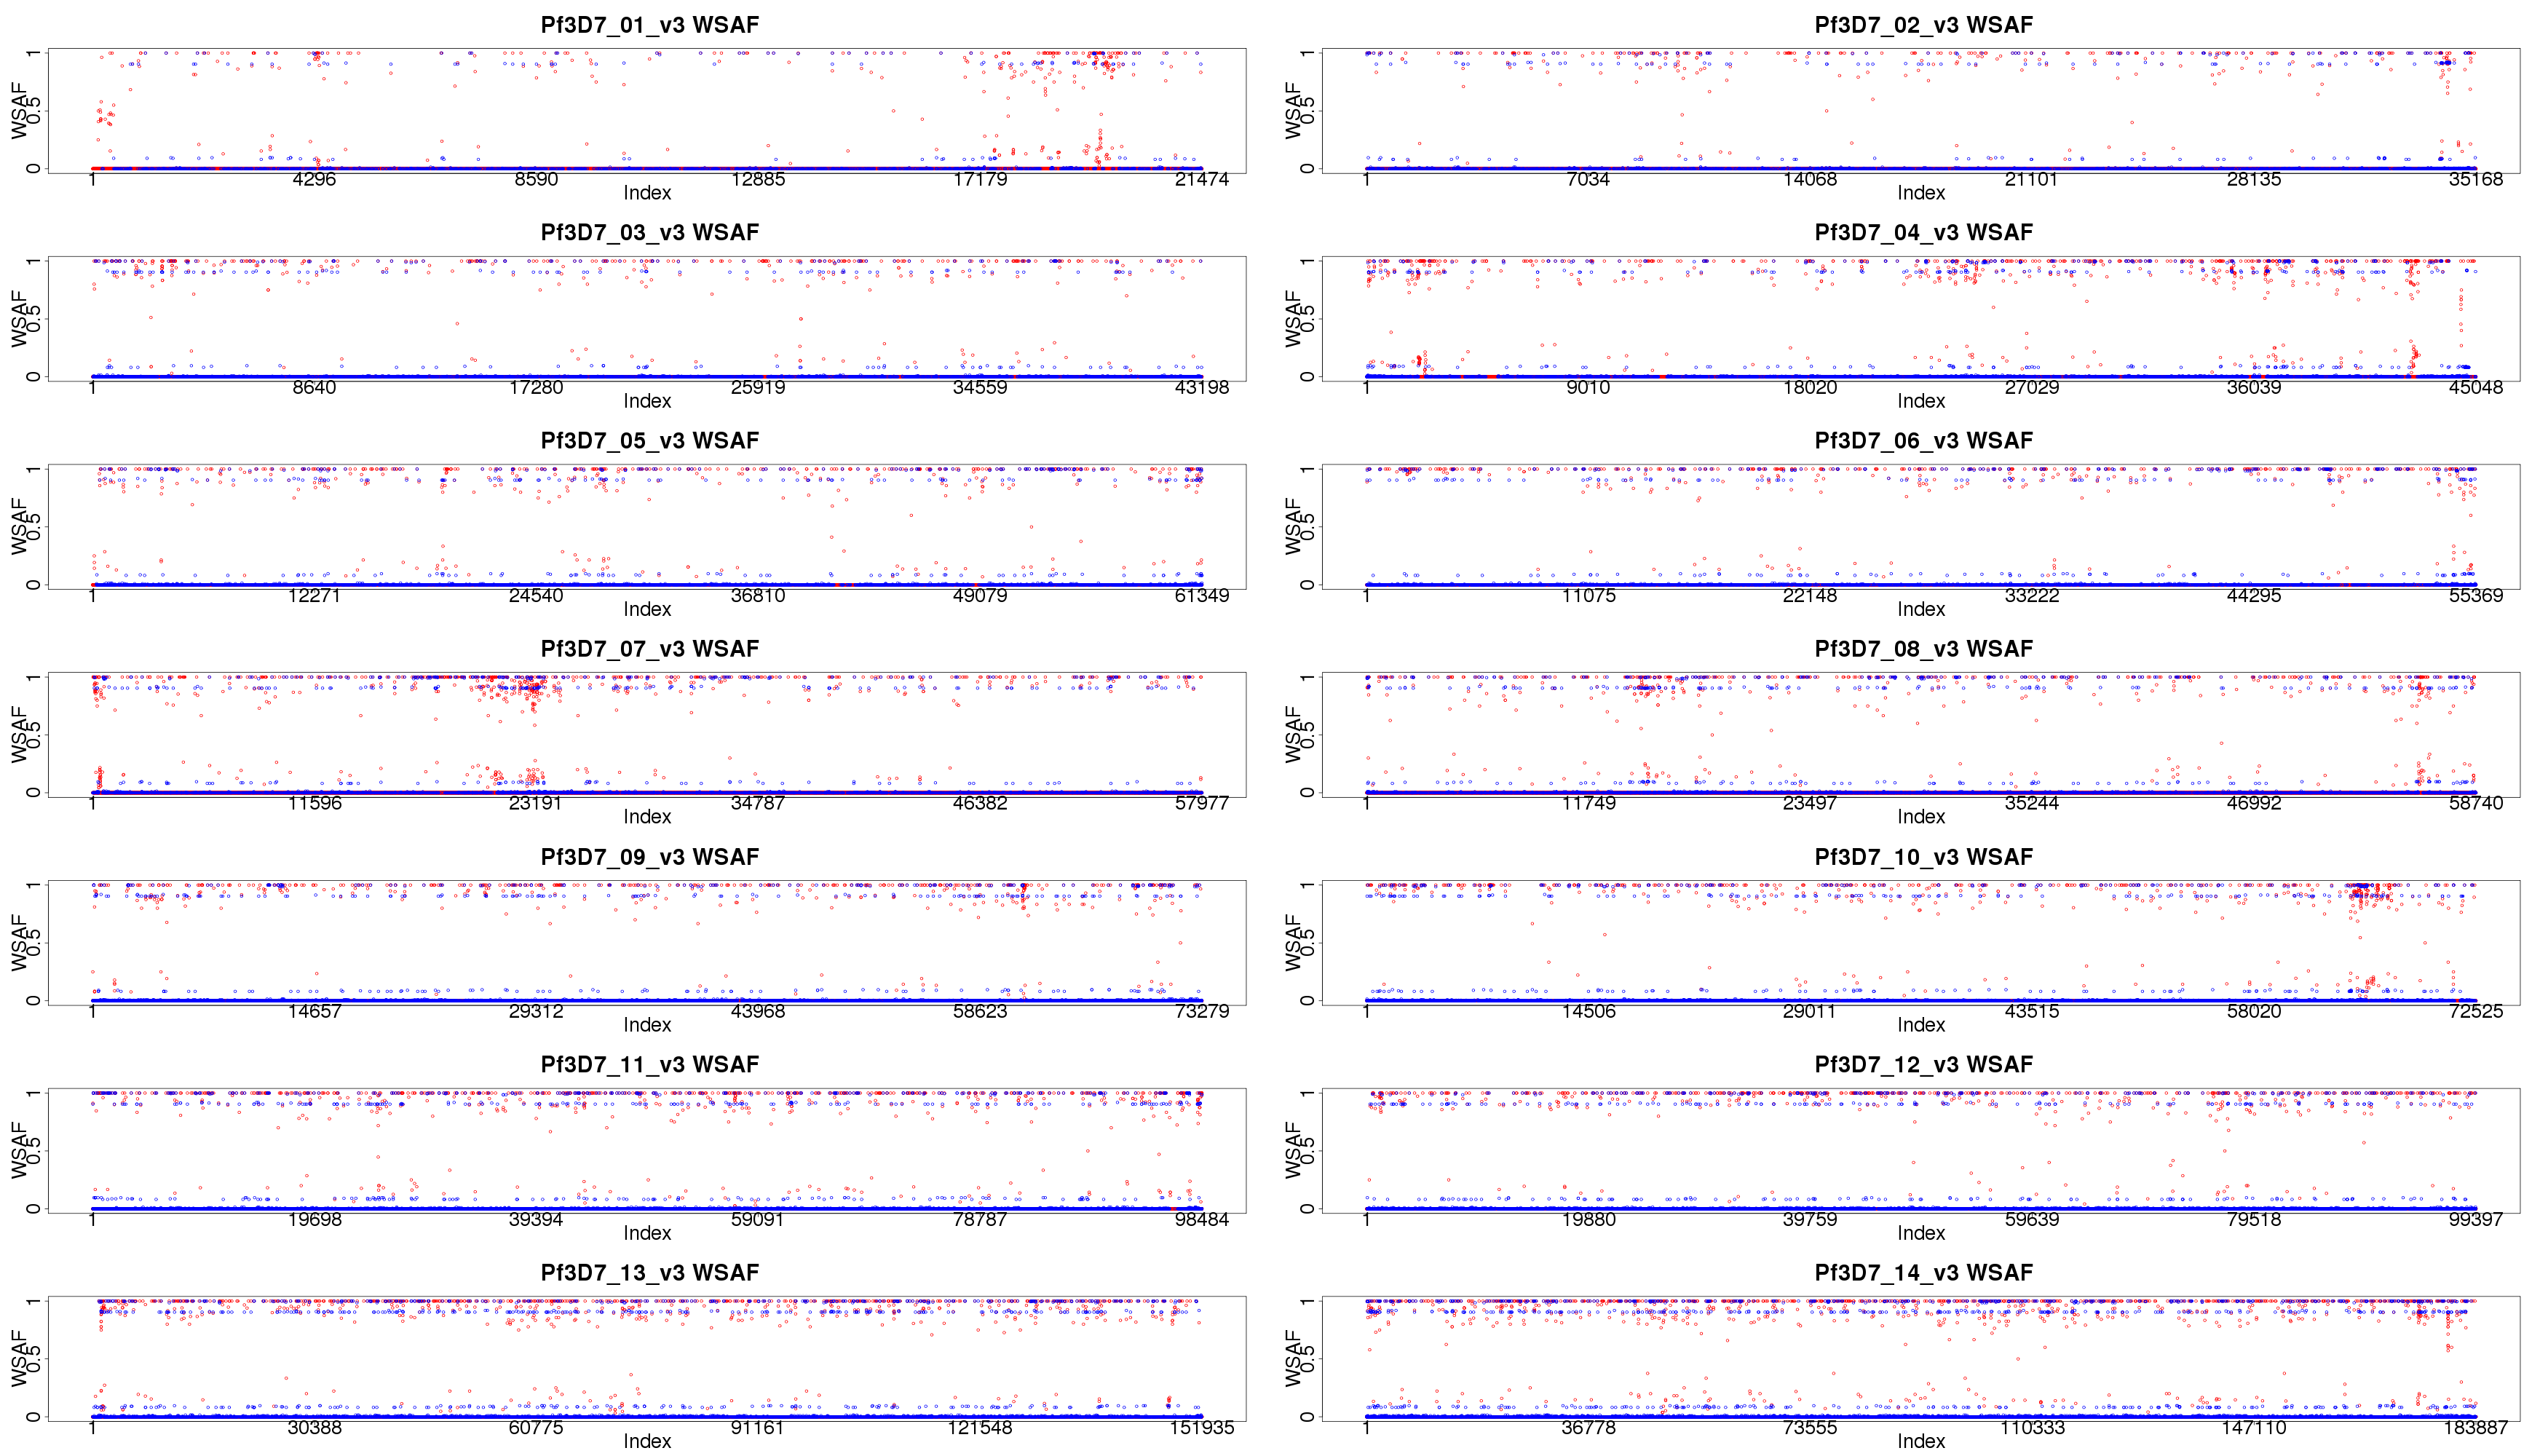 Pf3D7_01_v3 WSAF
WSAF
0 0.5 1
1 4296 8590 12885 17179 21474
Index
Pf3D7_02_v3 WSAF
WSAF
0 0.5 1
1 7034 14068 21101 28135 35168
Index
Pf3D7_03_v3 WSAF
WSAF
0 0.5 1
1 8640 17280 25919 34559 43198
Index
Pf3D7_04_v3 WSAF
WSAF
0 0.5 1
1 9010 18020 27029 36039 45048
Index
Pf3D7_05_v3 WSAF
WSAF
0 0.5 1
1 12271 24540 36810 49079 61349
Index
Pf3D7_06_v3 WSAF
WSAF
0 0.5 1
1 11075 22148 33222 44295 55369
Index
Pf3D7_07_v3 WSAF
WSAF
0 0.5 1
1 11596 23191 34787 46382 57977
Index
Pf3D7_08_v3 WSAF
WSAF
0 0.5 1
1 11749 23497 35244 46992 58740
Index
Pf3D7_09_v3 WSAF
WSAF
0 0.5 1
1 14657 29312 43968 58623 73279
Index
Pf3D7_10_v3 WSAF
WSAF
0 0.5 1
1 14506 29011 43515 58020 72525
Index
Pf3D7_11_v3 WSAF
WSAF
0 0.5 1
1 19698 39394 59091 78787 98484
Index
Pf3D7_12_v3 WSAF
WSAF
0 0.5 1
1 19880 39759 59639 79518 99397
Index
Pf3D7_13_v3 WSAF
WSAF
0 0.5 1
1 30388 60775 91161 121548 151935
Index
Pf3D7_14_v3 WSAF
WSAF
0 0.5 1
1 36778 73555 110333 147110 183887
Index